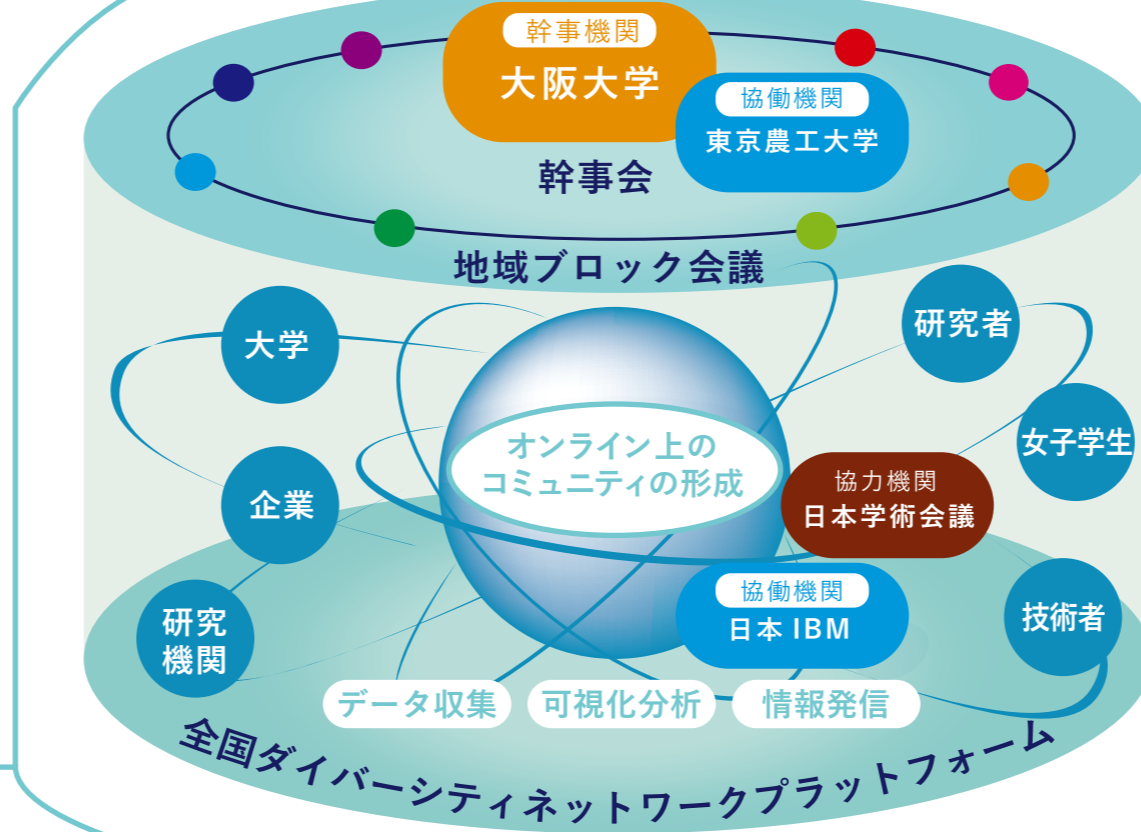 幹事機関
大阪大学
協働機関
東京農工大学
幹事会
地域ブロック会議
大学
研究者
女子学生
オンライン上の
コミュニティの形成
企業
協力機関
日本学術会議
協働機関
日本 IBM
研究
機関
技術者
データ収集
可視化分析
情報発信
全国ダイバーシティネットワークプラットフォーム